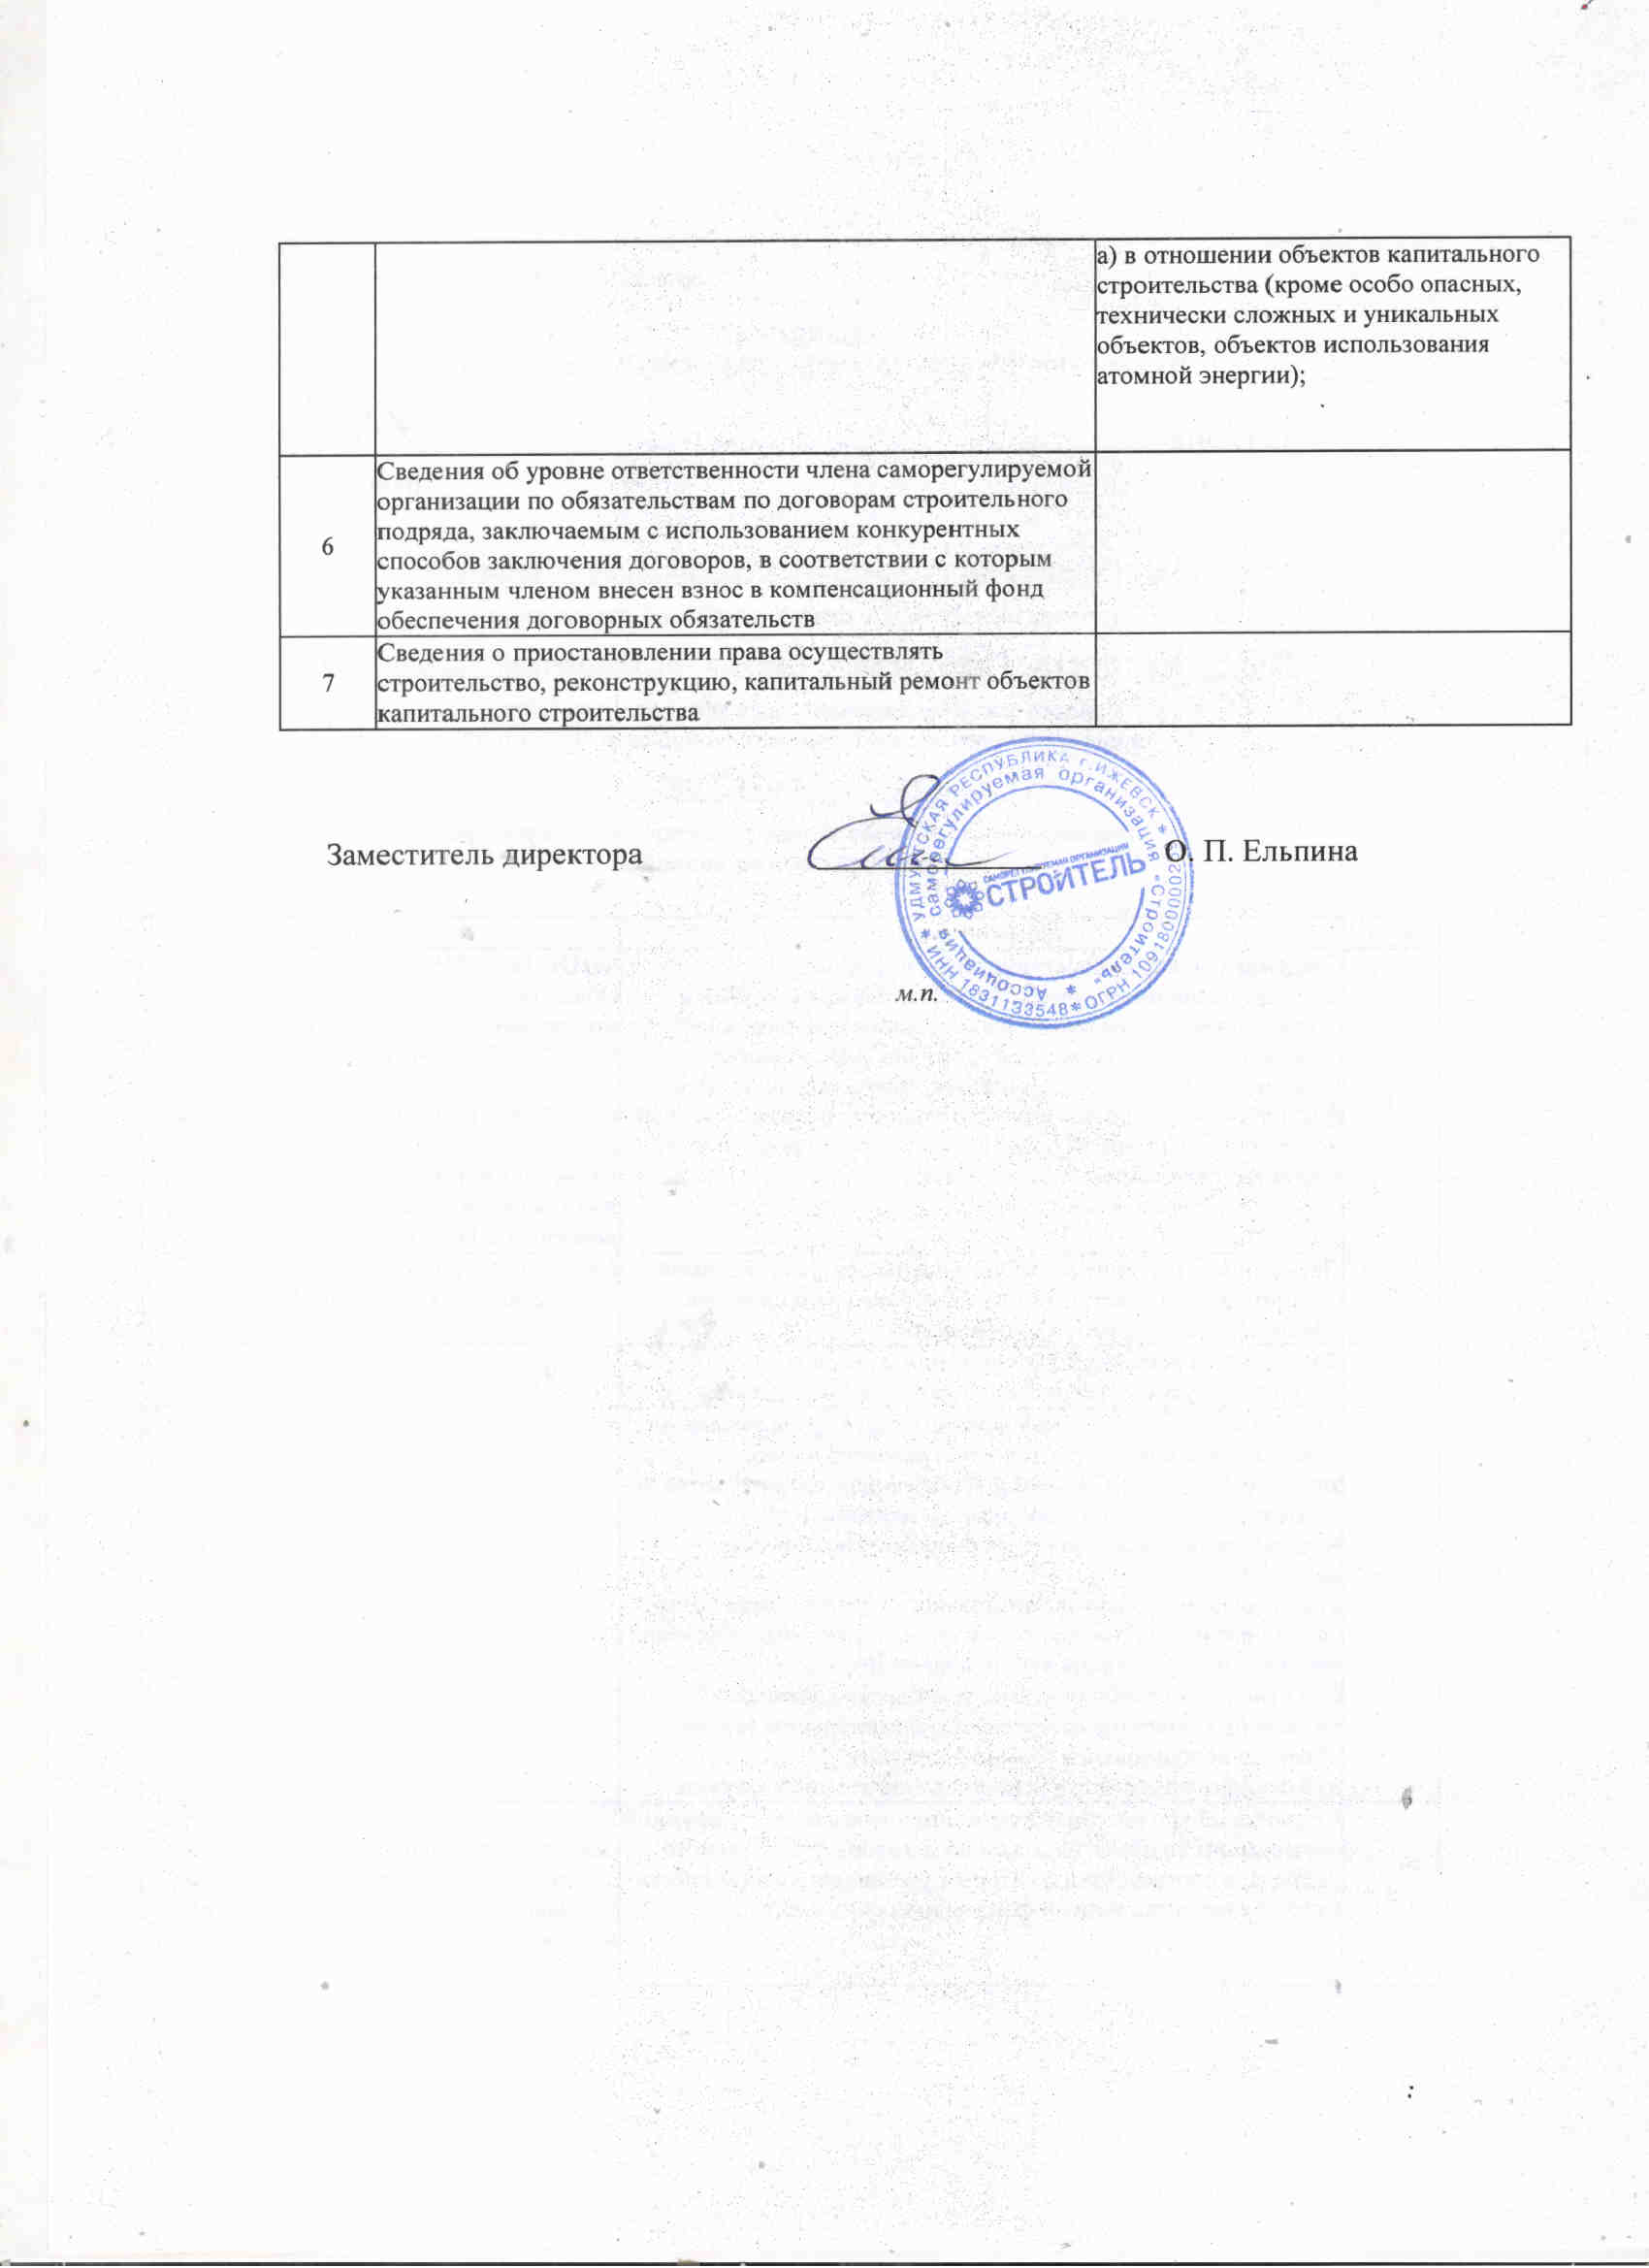 а) в отношении объектов капитального
строительства (кроме особо опасных,
технически сложных и уникальных
объектов, объектов использования
атомной энергии);
6
Сведения об уровне ответственности члена саморегулируемой
организации по обязательствам по договорам строительного
подряда, заключаемым с использованием конкурентных
способов заключения договоров, в соответствии с которым
указанным членом внесен взнос в компенсационный фонд
обеспечения договорных обязательств
7
Сведения о приостановлении права осуществлять
строительство, реконструкцию, капитальный ремонт объектов
капитального строительства
Заместитель директора
О. П. Ельпина
м.п.
* УДМУРТСКАЯ РЕСПУБЛИКА г.ИЖЕВСК *
* ИНН 1831133548*ОГРН
Ассоциация саморегулируемая организация "Строитель" *
САМОРЕГУЛИРУЕМАЯ ОРГАНИЗАЦИЯ
СТРОИТЕЛЬ